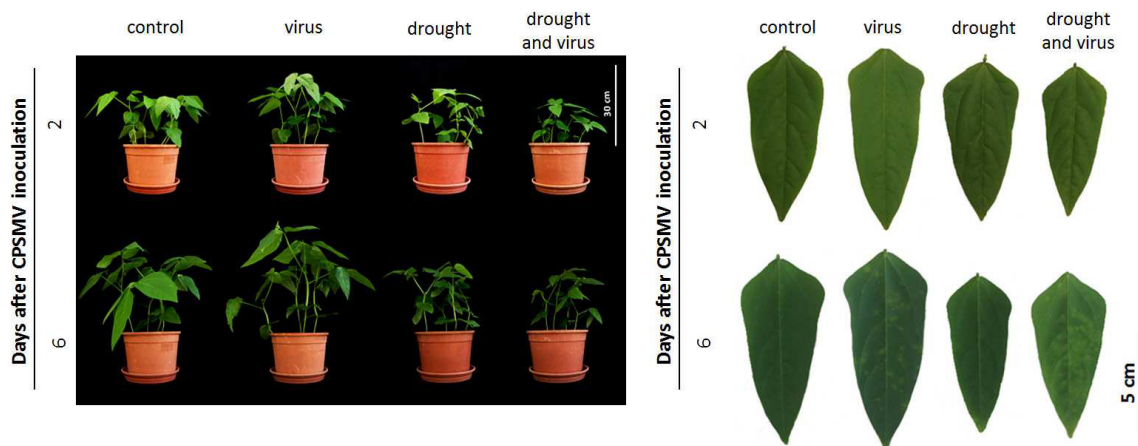 control
virus
drought
drought
and virus
Days after CPSMV inoculation
2
6
30 cm
control
virus
drought
drought
and virus
Days after CPSMV inoculation
2
6
5 cm